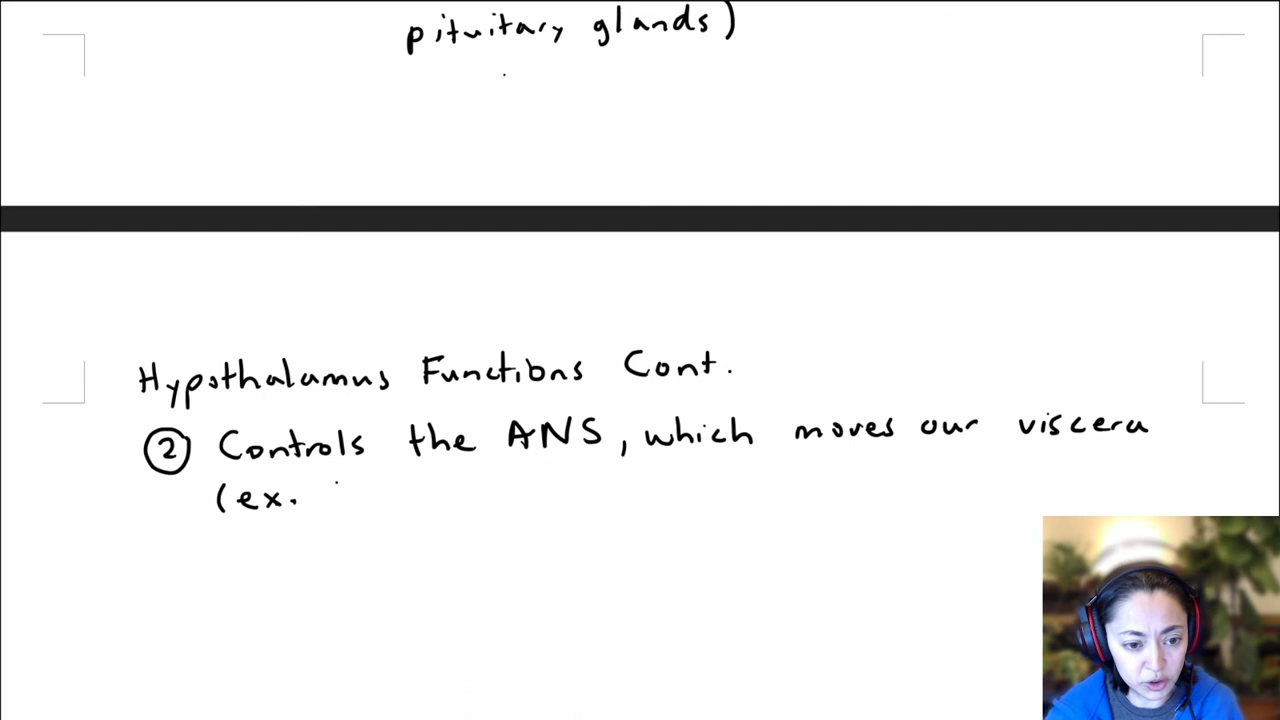 pituitary glands)
Hypothalamus Functions Cont.
② Controls the ANS, which moves our viscera
(ex.